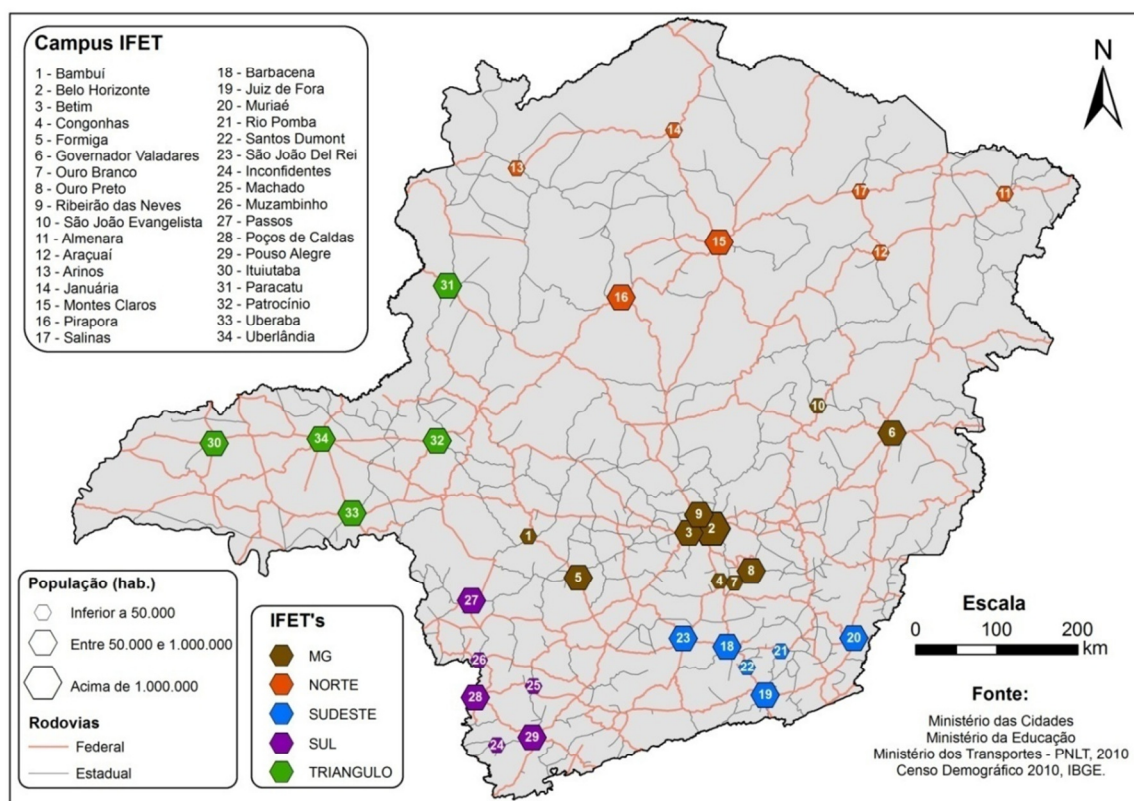 Campus IFET
1 - Bambuí
2 - Belo Horizonte
3 - Betim
4 - Congonhas
5 - Formiga
6 - Governador Valadares
7 - Ouro Branco
8 - Ouro Preto
9 - Ribeirão das Neves
10 - São João Evangelista
11 - Almenara
12 - Araçuaí
13 - Arinos
14 - Januária
15 - Montes Claros
16 - Pirapora
17 - Salinas
18 - Barbacena
19 - Juiz de Fora
20 - Muriaé
21 - Rio Pomba
22 - Santos Dumont
23 - São João Del Rei
24 - Inconfidentes
25 - Machado
26 - Muzambinho
27 - Passos
28 - Poços de Caldas
29 - Pouso Alegre
30 - Ituiutaba
31 - Paracatu
32 - Patrocínio
33 - Uberaba
34 - Uberlândia
N
14
13
17
11
15
12
31
16
10
6
30
34
32
33
9
3
2
1
5
4
7
8
27
23
18
21
20
26
22
25
28
19
29
24
População (hab.)
Inferior a 50.000
Entre 50.000 e 1.000.000
Acima de 1.000.000
Rodovias
Federal
Estadual
IFET's
MG
NORTE
SUDESTE
SUL
TRIANGULO
Escala
0 100 200
km
Fonte:
Ministério das Cidades
Ministério da Educação
Ministério dos Transportes - PNLT, 2010
Censo Demográfico 2010, IBGE.